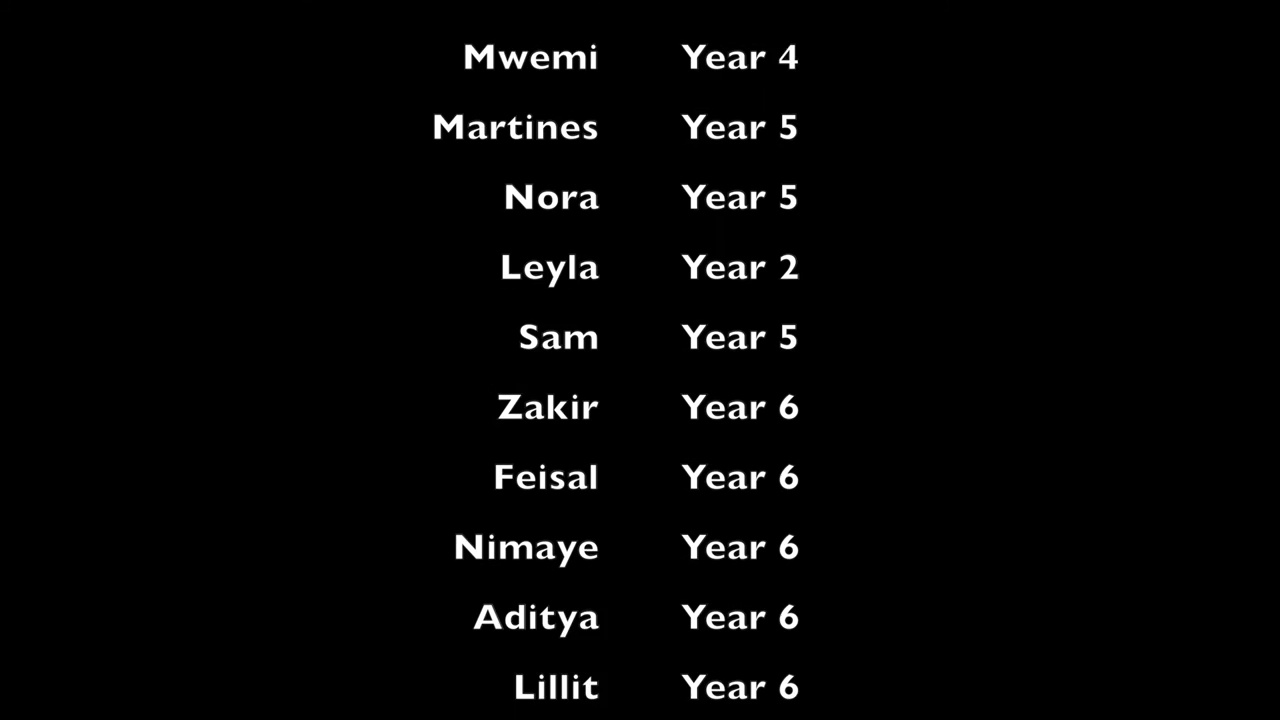 Mwemi Year 4
Martines Year 5
Nora Year 5
Leyla Year 2
Sam Year 5
Zakir Year 6
Feisal Year 6
Nimaye Year 6
Aditya Year 6
Lillit Year 6